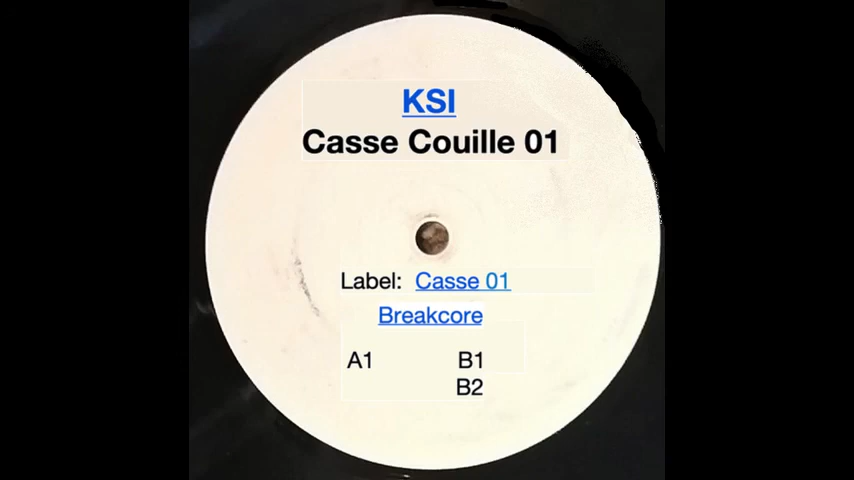 KSI
Casse Couille 01
Label: Casse 01
Breakcore
A1 B1
B2